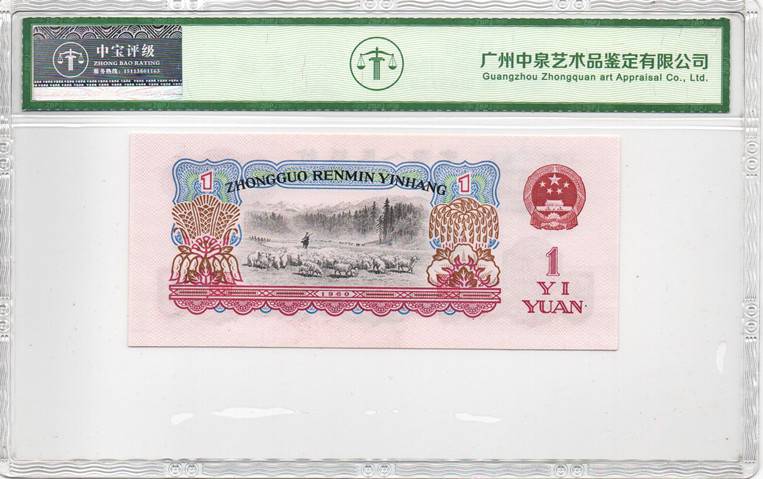 中宝评级
ZHONG BAO RATING
广州中泉艺术品鉴定有限公司
Guangzhou Zhongquan art Appraisal Co., Ltd.
1
ZHONGGUO RENMIN YINHANG
1
1960
1
YI
YUAN